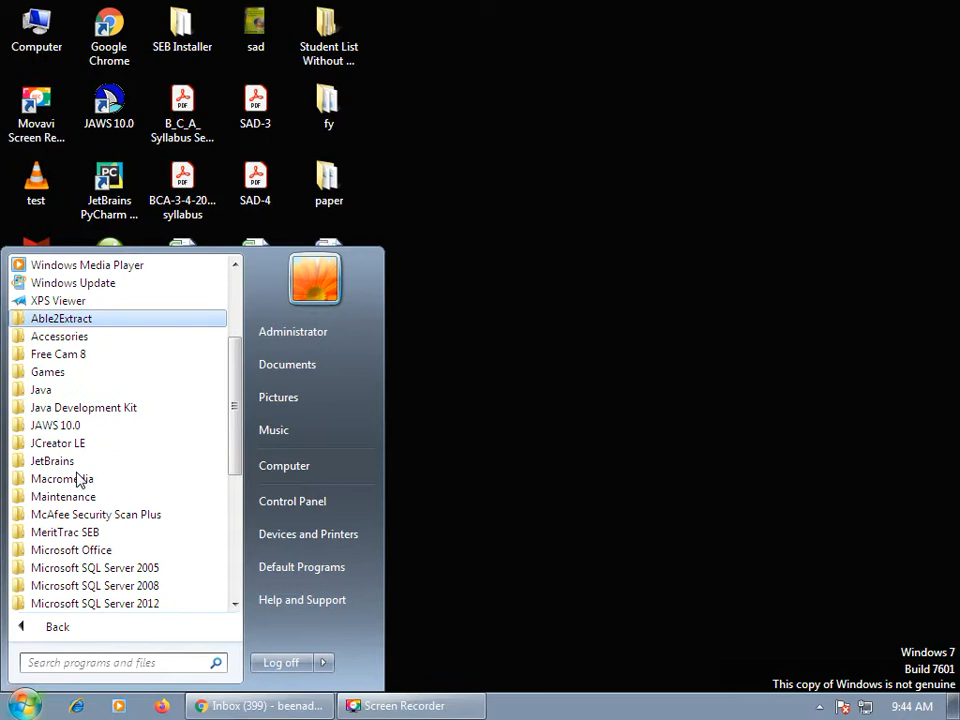 Computer
Google
Chrome
SEB Installer
sad
Student List
Without ...
Movavi
Screen Re...
JAWS 10.0
B_C_A_
Syllabus Se...
SAD-3
fy
test
JetBrains
PyCharm ...
BCA-3-4-20...
syllabus
SAD-4
paper
Windows Media Player
Windows Update
XPS Viewer
Able2Extract
Accessories
Free Cam 8
Games
Java
Java Development Kit
JAWS 10.0
JCreator LE
JetBrains
Macromedia
Maintenance
McAfee Security Scan Plus
MeritTrac SEB
Microsoft Office
Microsoft SQL Server 2005
Microsoft SQL Server 2008
Microsoft SQL Server 2012
Back
Search programs and files
Administrator
Documents
Pictures
Music
Computer
Control Panel
Devices and Printers
Default Programs
Help and Support
Log off
Windows 7
Build 7601
This copy of Windows is not genuine
Inbox (399) - beenad...
Screen Recorder
9:44 AM